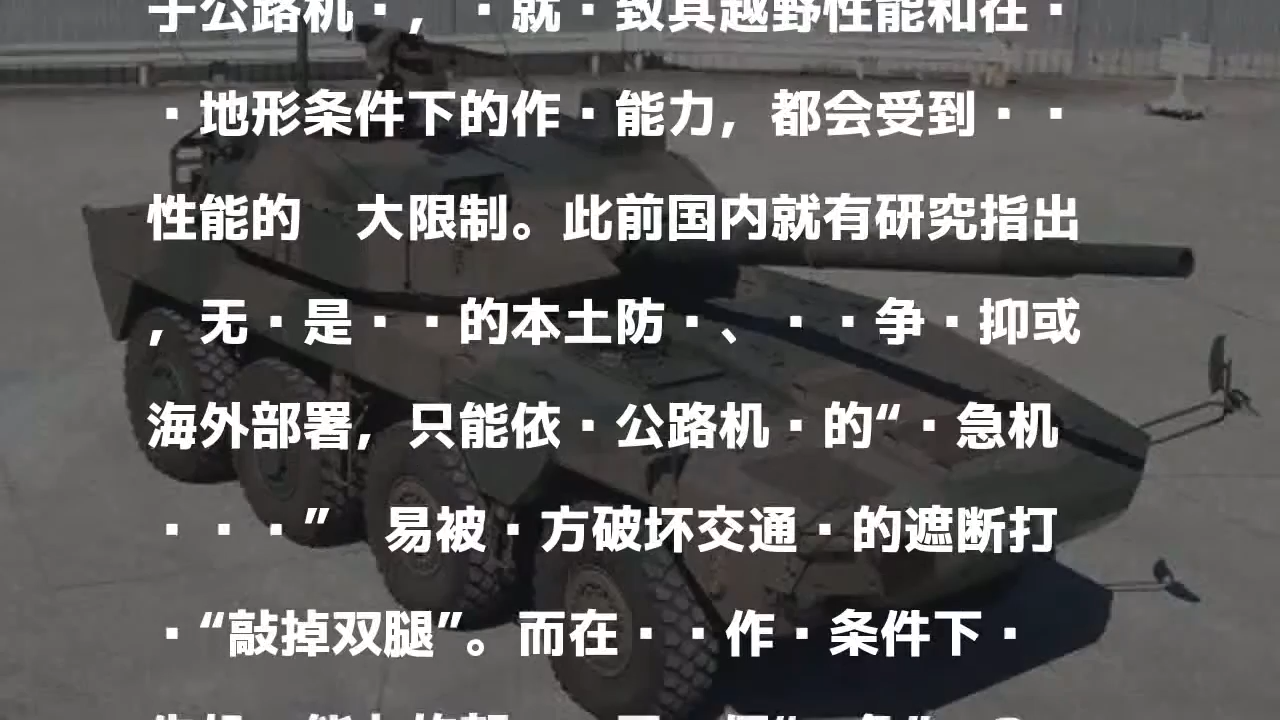 于公路机·，·就·致其越野性能和在·
·地形条件下的作·能力，都会受到··
性能的　大限制。此前国内就有研究指出
，无·是··的本土防·、··争·抑或
海外部署，只能依·公路机·的“·急机
···”　易被·方破坏交通·的遮断打
·“敲掉双腿”。而在··作·条件下·